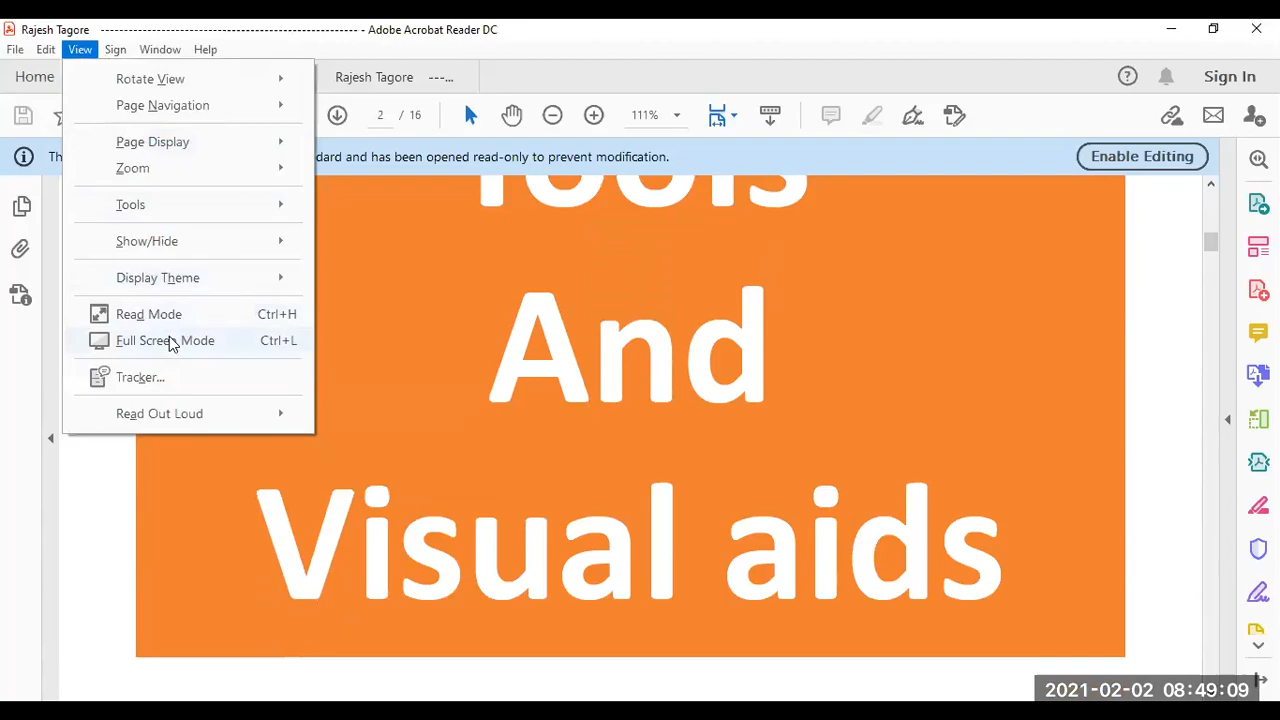 Rajesh Tagore ---------------------------------------------------- - Adobe Acrobat Reader DC
File Edit View Sign Window Help
Home Rajesh Tagore ---... Sign In
2 / 16 111%
dard and has been opened read-only to prevent modification. Enable Editing
Rotate View
Page Navigation
Page Display
Zoom
Tools
Show/Hide
Display Theme
Read Mode Ctrl+H
Full Screen Mode Ctrl+L
Tracker...
Read Out Loud
Tools
And
Visual aids
2021-02-02 08:49:09